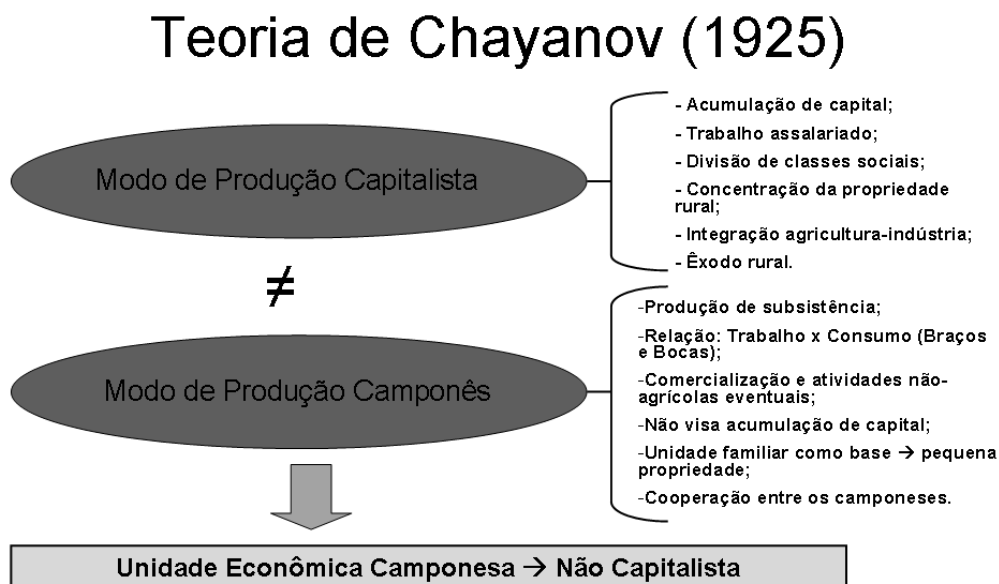 Teoria de Chayanov (1925)
Modo de Produção Capitalista
- Acumulação de capital;
- Trabalho assalariado;
- Divisão de classes sociais;
- Concentração da propriedade
rural;
- Integração agricultura-indústria;
- Êxodo rural.
≠
Modo de Produção Camponês
-Produção de subsistência;
-Relação: Trabalho x Consumo (Braços
e Bocas);
-Comercialização e atividades não-
agrícolas eventuais;
-Não visa acumulação de capital;
-Unidade familiar como base → pequena
propriedade;
-Cooperação entre os camponeses.
Unidade Econômica Camponesa → Não Capitalista